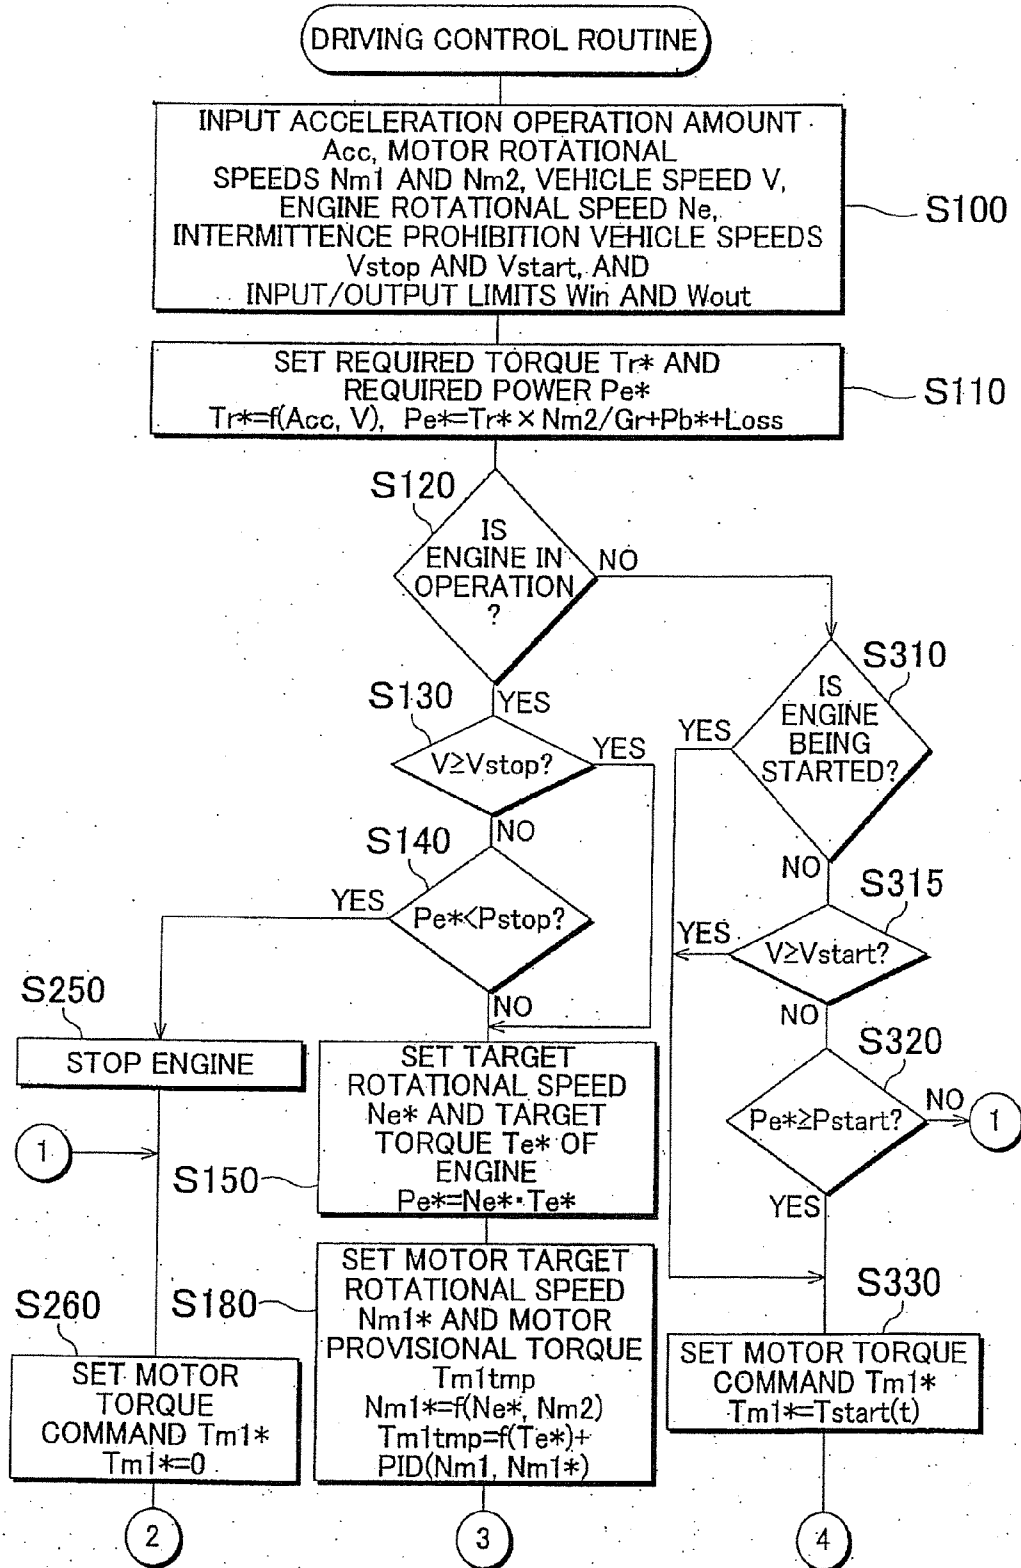 DRIVING CONTROL ROUTINE
INPUT ACCELERATION OPERATION AMOUNT
Acc, MOTOR ROTATIONAL
SPEEDS Nm1 AND Nm2, VEHICLE SPEED V,
ENGINE ROTATIONAL SPEED Ne,
INTERMITTENCE PROHIBITION VEHICLE SPEEDS
Vstop AND Vstart, AND
INPUT/OUTPUT LIMITS Win AND Wout
S100
SET REQUIRED TORQUE Tr* AND
REQUIRED POWER Pe*
Tr*=f(Acc, V), Pe*=Tr*×Nm2/Gr+Pb*+Loss
S110
S120
IS
ENGINE IN
OPERATION
?
NO
YES
S310
IS
ENGINE
BEING
STARTED?
YES
NO
S130
V≥Vstop?
YES
NO
S140
Pe*<Pstop?
YES
NO
S315
V≥Vstart?
YES
NO
S320
Pe*≥Pstart?
NO
1
YES
S250
STOP ENGINE
1
S150
SET TARGET
ROTATIONAL SPEED
Ne* AND TARGET
TORQUE Te* OF
ENGINE
Pe*=Ne*·Te*
S260
SET MOTOR
TORQUE
COMMAND Tm1*
Tm1*=0
2
S180
SET MOTOR TARGET
ROTATIONAL SPEED
Nm1* AND MOTOR
PROVISIONAL TORQUE
Tm1tmp
Nm1*=f(Ne*, Nm2)
Tm1tmp=f(Te*)+
PID(Nm1, Nm1*)
3
S330
SET MOTOR TORQUE
COMMAND Tm1*
Tm1*=Tstart(t)
4